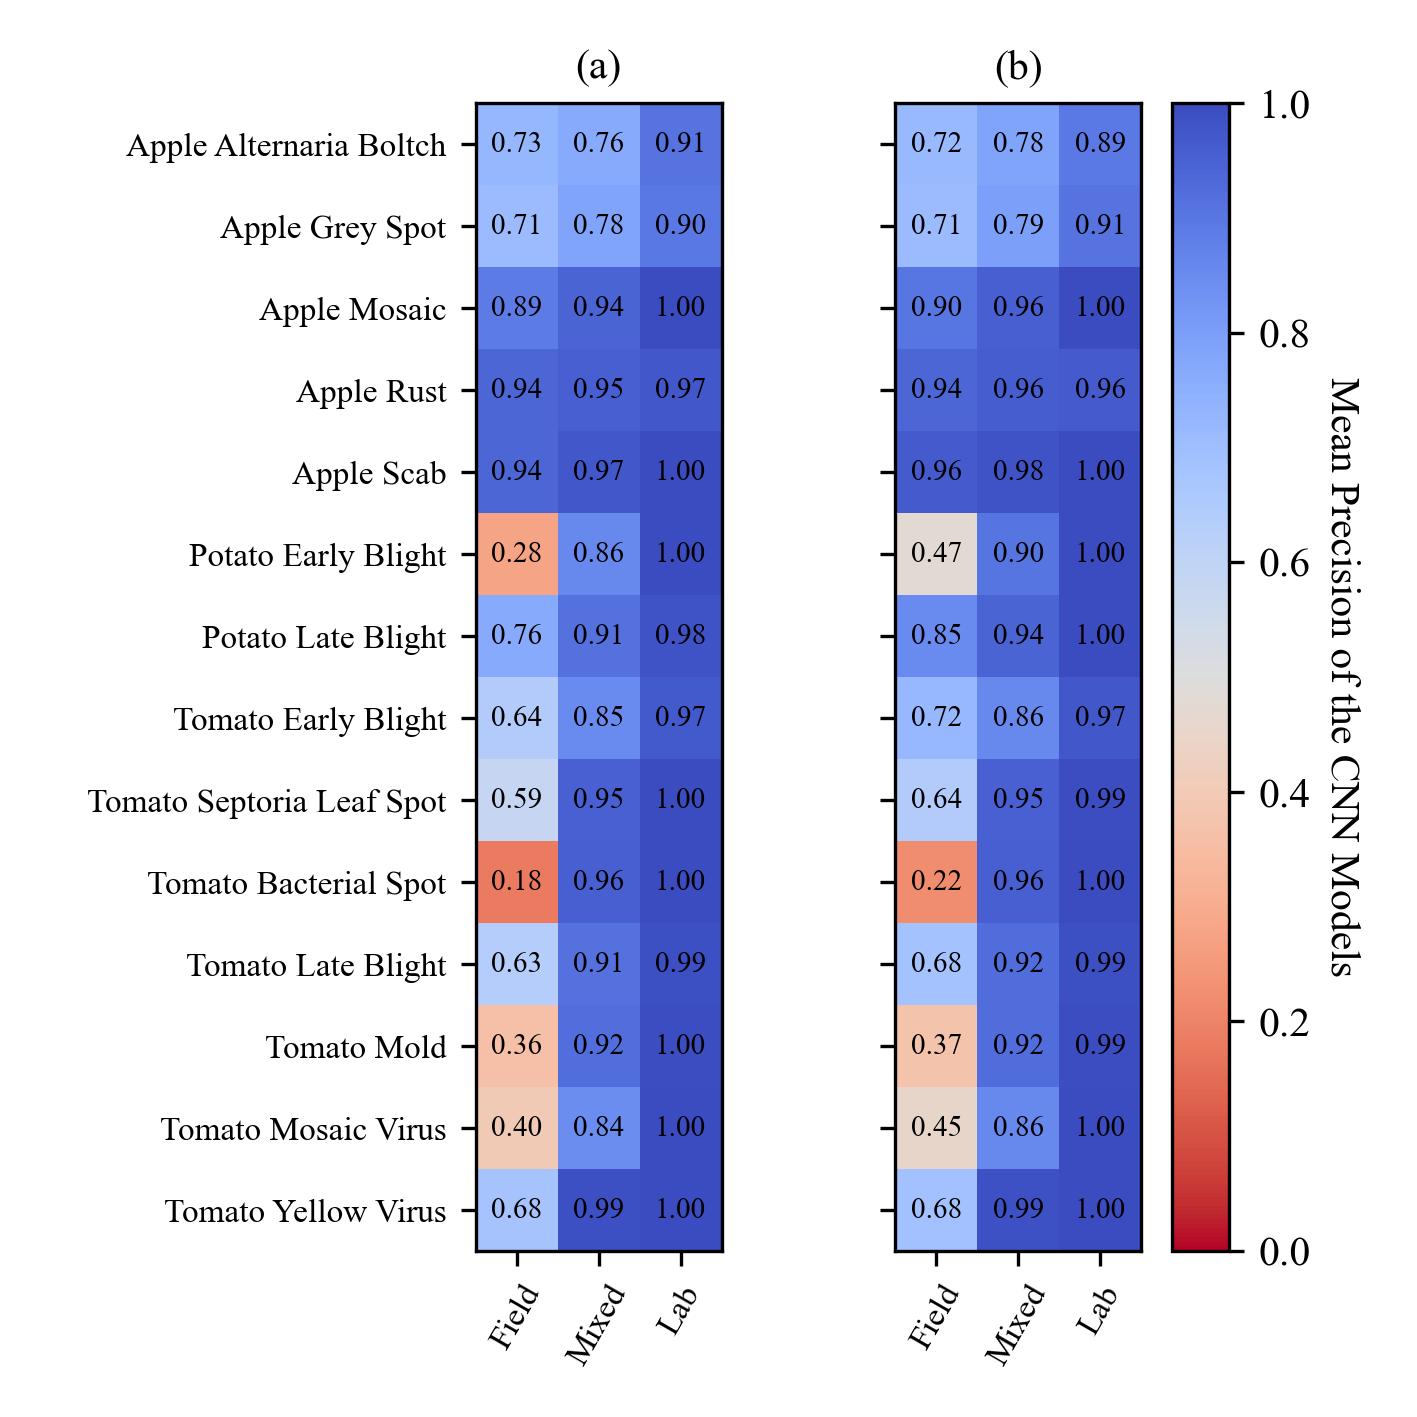 (a) (b)
Apple Alternaria Boltch 0.73 0.76 0.91 0.72 0.78 0.89 1.0
Apple Grey Spot 0.71 0.78 0.90 0.71 0.79 0.91
Apple Mosaic 0.89 0.94 1.00 0.90 0.96 1.00 0.8
Apple Rust 0.94 0.95 0.97 0.94 0.96 0.96
Apple Scab 0.94 0.97 1.00 0.96 0.98 1.00
Potato Early Blight 0.28 0.86 1.00 0.47 0.90 1.00 0.6
Potato Late Blight 0.76 0.91 0.98 0.85 0.94 1.00
Tomato Early Blight 0.64 0.85 0.97 0.72 0.86 0.97
Tomato Septoria Leaf Spot 0.59 0.95 1.00 0.64 0.95 0.99 0.4
Tomato Bacterial Spot 0.18 0.96 1.00 0.22 0.96 1.00
Tomato Late Blight 0.63 0.91 0.99 0.68 0.92 0.99
Tomato Mold 0.36 0.92 1.00 0.37 0.92 0.99 0.2
Tomato Mosaic Virus 0.40 0.84 1.00 0.45 0.86 1.00
Tomato Yellow Virus 0.68 0.99 1.00 0.68 0.99 1.00 0.0
Field Mixed Lab Field Mixed Lab
Mean Precision of the CNN Models